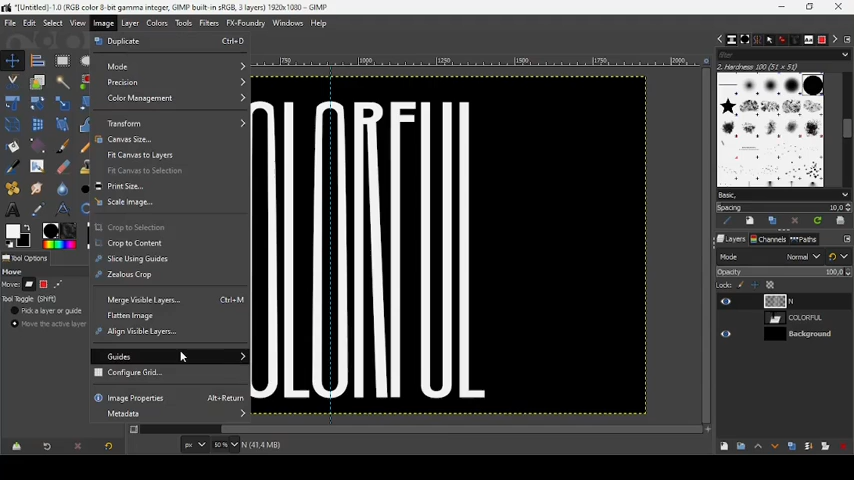 *[Untitled]-1.0 (RGB color 8-bit gamma integer, GIMP built-in sRGB, 3 layers) 1920x1080 – GIMP
File Edit Select View Image Layer Colors Tools Filters FX-Foundry Windows Help
Duplicate Ctrl+D
Mode
Precision
Color Management
Transform
Canvas Size...
Fit Canvas to Layers
Fit Canvas to Selection
Print Size...
Scale Image...
Crop to Selection
Crop to Content
Slice Using Guides
Zealous Crop
Merge Visible Layers... Ctrl+M
Flatten Image
Align Visible Layers...
Guides
Configure Grid...
Image Properties Alt+Return
Metadata
Tool Options
Move
Move:
Tool Toggle (Shift)
Pick a layer or guide
Move the active layer
750 1000 1250 1500 1750 2000
OLORFUL
px 50 % N (41,4 MB)
filter
2. Hardness 100 (51 x 51)
Basic,
Spacing 10,0
Layers Channels Paths
Mode Normal
Opacity 100,0
Lock:
N
COLORFUL
Background